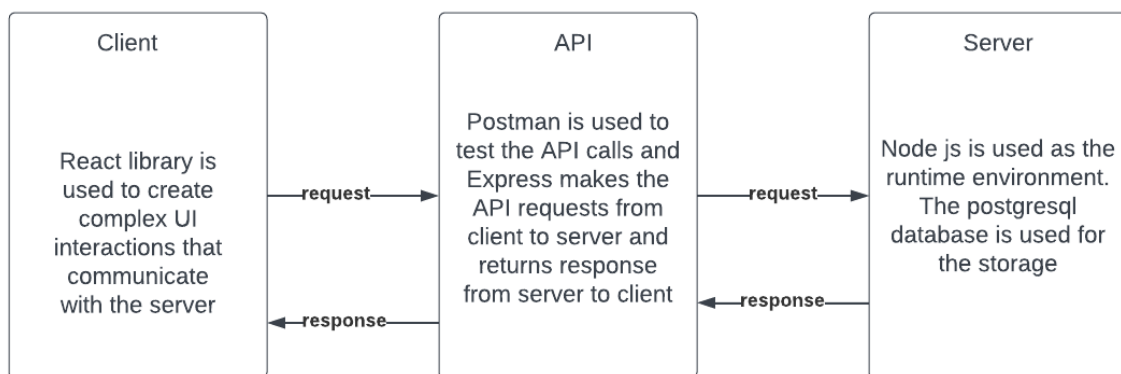 Client
React library is
used to create
complex UI
interactions that
communicate
with the server
request
response
API
Postman is used to
test the API calls and
Express makes the
API requests from
client to server and
returns response
from server to client
request
response
Server
Node js is used as the
runtime environment.
The postgresql
database is used for
the storage